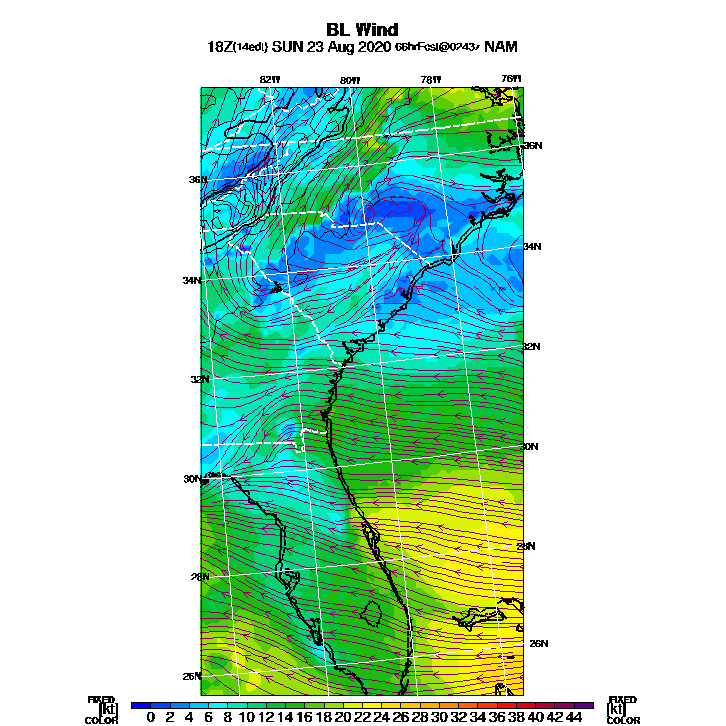 BL Wind
18Z(14edt) SUN 23 Aug 2020 66hrFcst@0243z NAM
82W 80W 78W 76W
36N
36N
34N
34N
32N
32N
30N
30N
28N
28N
26N
26N
FIXED FIXED
[kt] 0 2 4 6 8 10 12 14 16 18 20 22 24 26 28 30 32 34 36 38 40 42 44 [kt]
COLOR COLOR